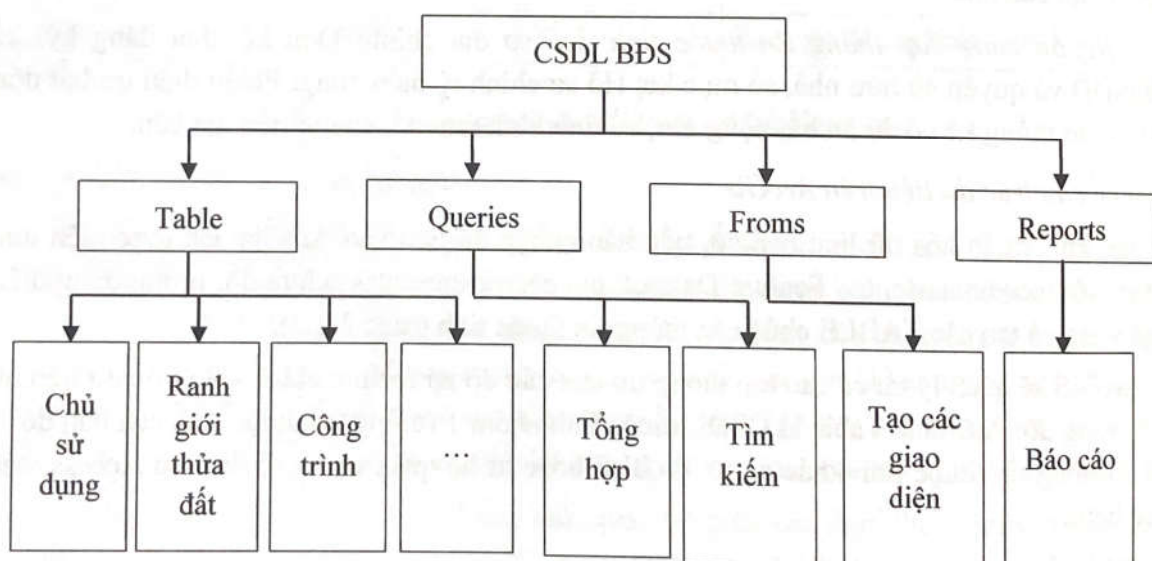 CSDL BĐS
Table
Queries
Froms
Reports
Chủ
sử
dụng
Ranh
giới
thửa
đất
Công
trình
…
Tổng
hợp
Tìm
kiếm
Tạo các
giao
diện
Báo cáo